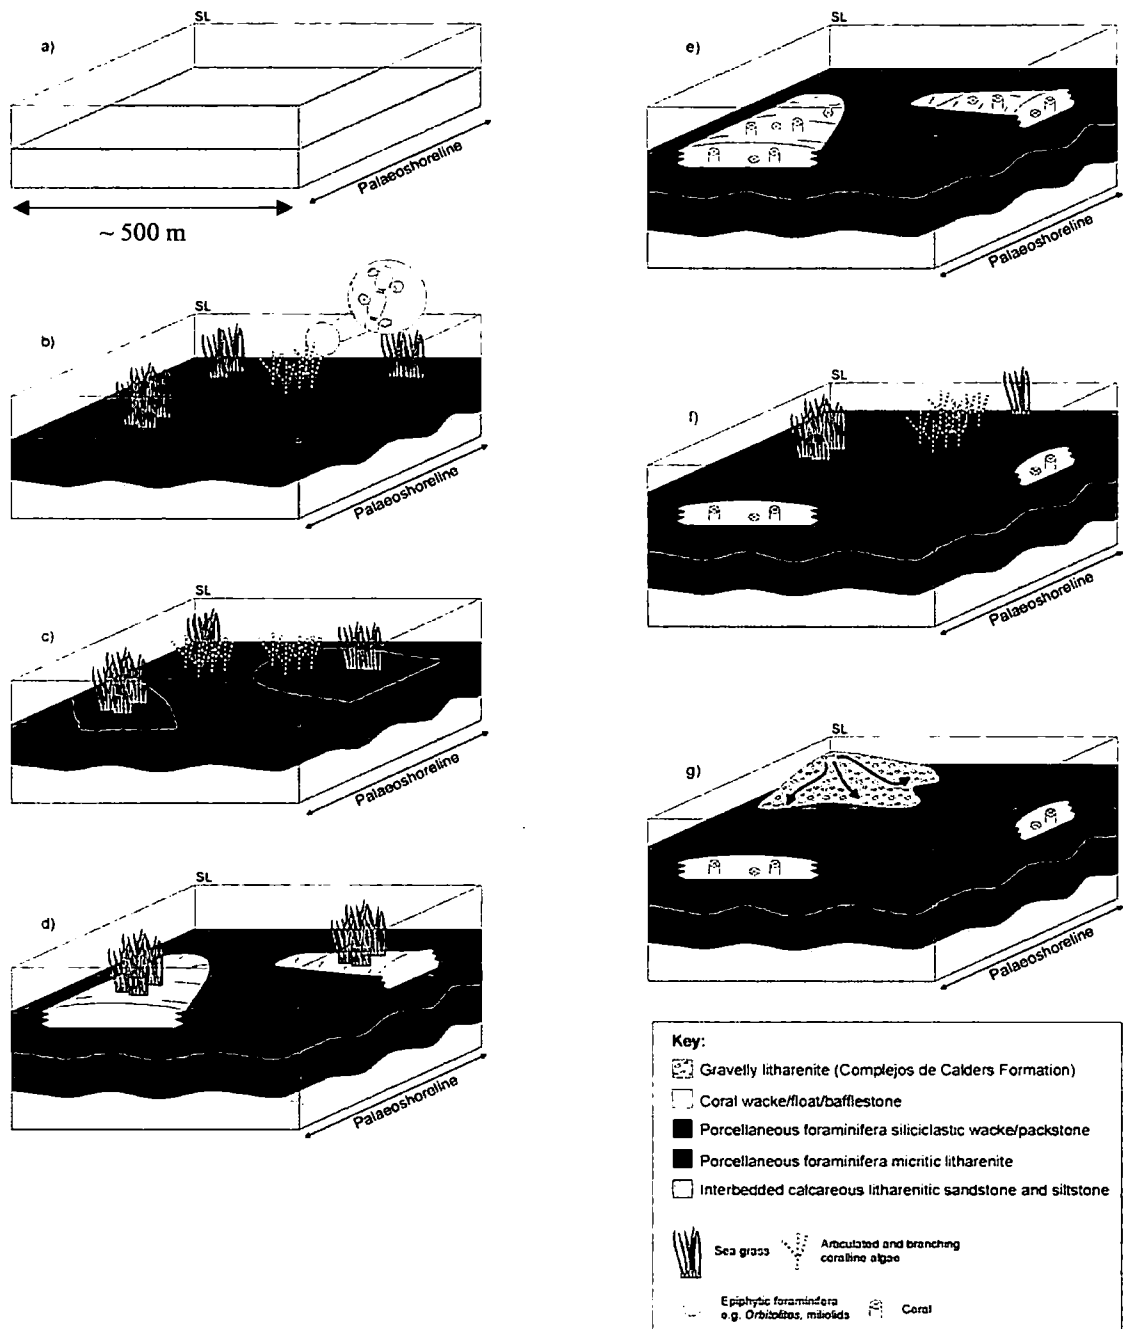 SL
a)
Palaeoshoreline
~ 500 m
SL
b)
Palaeoshoreline
SL
c)
Palaeoshoreline
SL
d)
Palaeoshoreline
SL
e)
Palaeoshoreline
SL
f)
Palaeoshoreline
SL
g)
Palaeoshoreline
Key:
Gravelly litharenite (Complejos de Calders Formation)
Coral wacke/float/bafflestone
Porcellaneous foraminifera siliciclastic wacke/packstone
Porcellaneous foraminifera micritic litharenite
Interbedded calcareous litharenitic sandstone and siltstone
Sea grass
Articulated and branching
coralline algae
Epiphytic foraminifera
e.g. Orbitolites, miliolids
Coral